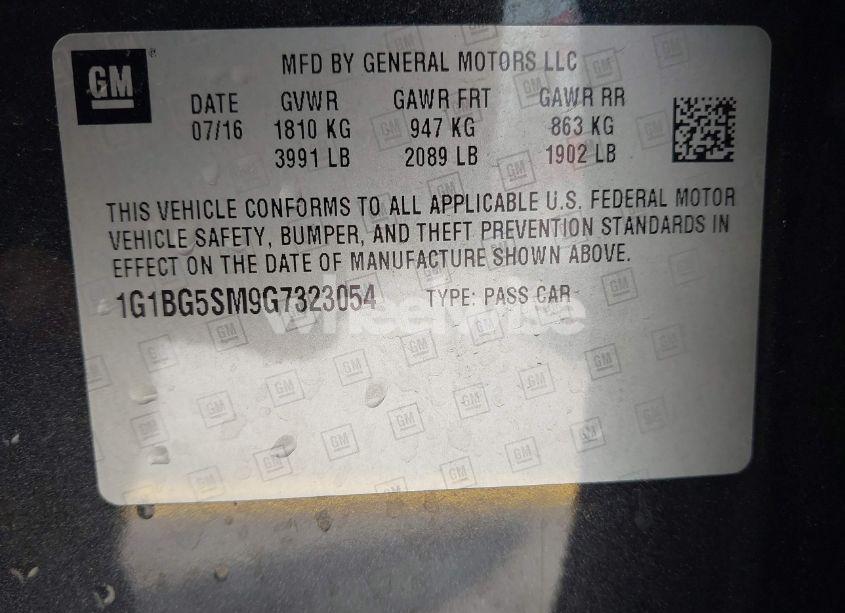 GM
MFD BY GENERAL MOTORS LLC
DATE GVWR GAWR FRT GAWR RR
07/16 1810 KG 947 KG 863 KG
3991 LB 2089 LB 1902 LB
THIS VEHICLE CONFORMS TO ALL APPLICABLE U.S. FEDERAL MOTOR
VEHICLE SAFETY, BUMPER, AND THEFT PREVENTION STANDARDS IN
EFFECT ON THE DATE OF MANUFACTURE SHOWN ABOVE.
1G1BG5SM9G7323054 TYPE: PASS CAR